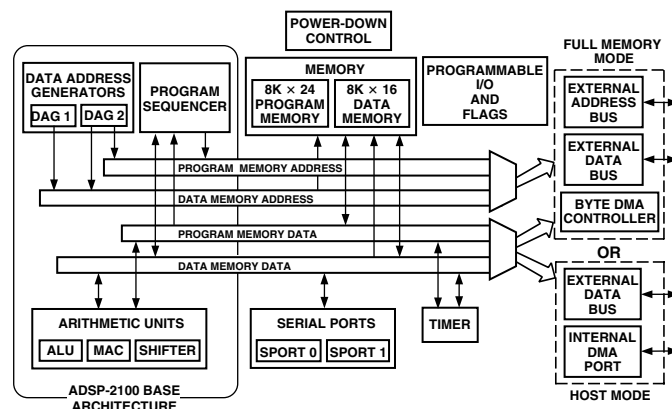 POWER-DOWN
CONTROL
FULL MEMORY
MODE
DATA ADDRESS
GENERATORS
DAG 1
DAG 2
PROGRAM
SEQUENCER
MEMORY
8K × 24
PROGRAM
MEMORY
8K × 16
DATA
MEMORY
PROGRAMMABLE
I/O
AND
FLAGS
EXTERNAL
ADDRESS
BUS
EXTERNAL
DATA
BUS
BYTE DMA
CONTROLLER
OR
PROGRAM MEMORY ADDRESS
DATA MEMORY ADDRESS
PROGRAM MEMORY DATA
DATA MEMORY DATA
ARITHMETIC UNITS
ALU
MAC
SHIFTER
SERIAL PORTS
SPORT 0
SPORT 1
TIMER
EXTERNAL
DATA
BUS
INTERNAL
DMA
PORT
HOST MODE
ADSP-2100 BASE
ARCHITECTURE